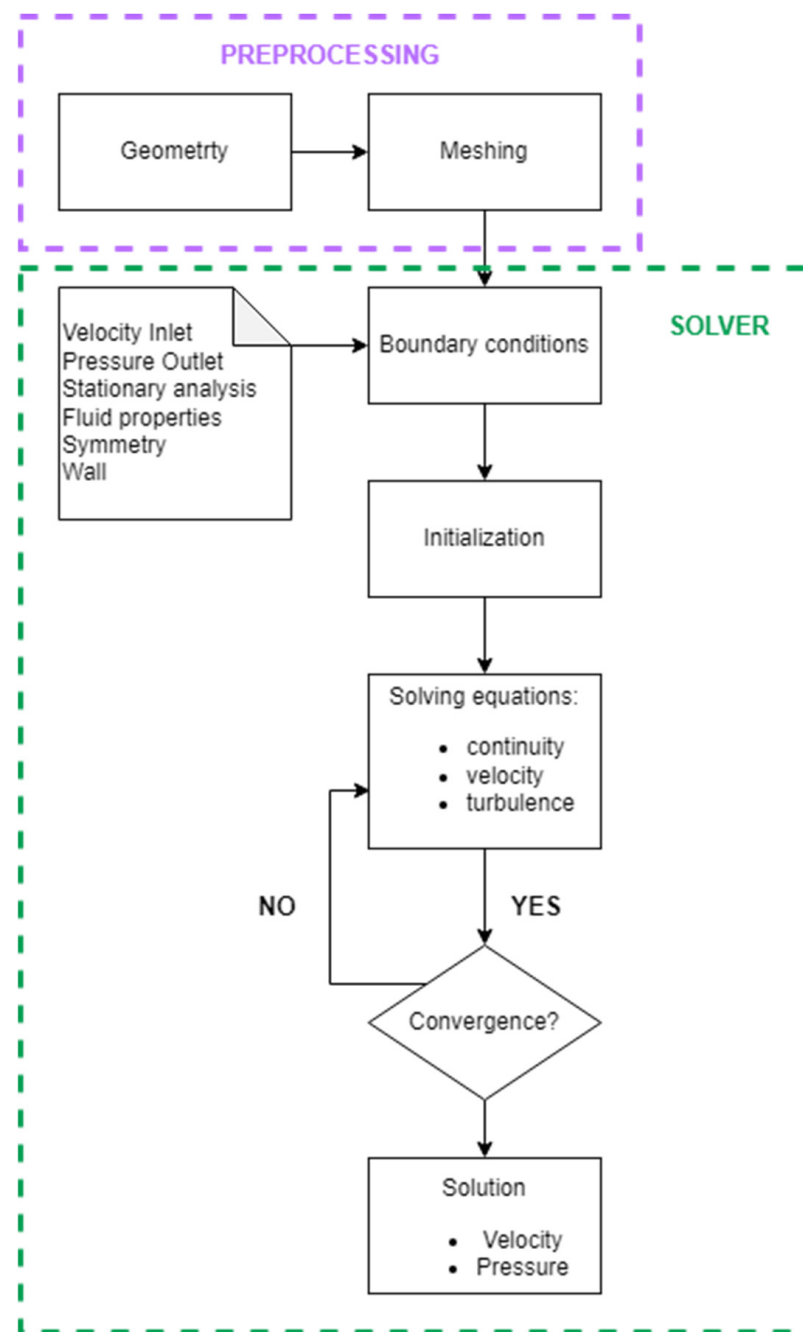 PREPROCESSING
Geometrty
Meshing
SOLVER
Velocity Inlet
Pressure Outlet
Stationary analysis
Fluid properties
Symmetry
Wall
Boundary conditions
Initialization
Solving equations:
• continuity
• velocity
• turbulence
NO
YES
Convergence?
Solution
• Velocity
• Pressure